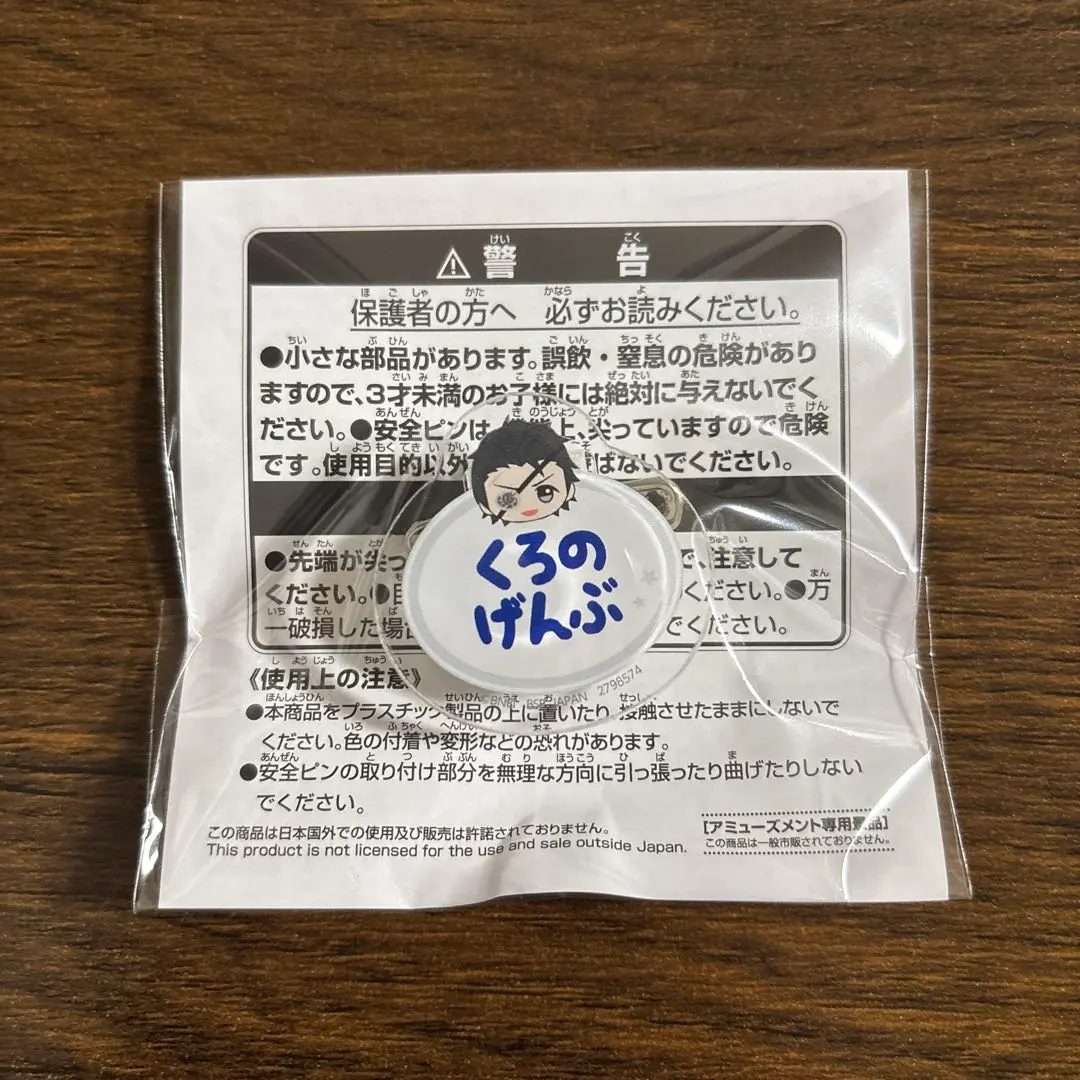 ⚠警告
保護者の方へ 必ずお読みください。
●小さな部品があります。誤飲・窒息の危険があり
ますので、3才未満のお子様には絶対に与えないでく
ださい。●安全ピンは、機能上、尖っていますので危険
です。使用目的以外 ばないでください。
くろの
げんぶ
●先端が尖っ で、注意して
ください。● ください。●万
一破損した場合 でください。
BSP JAPAN 2798574
《使用上の注意》
●本商品をプラスチック製品の上に置いたり、接触させたままにしないで
ください。色の付着や変形などの恐れがあります。
●安全ピンの取り付け部分を無理な方向に引っ張ったり曲げたりしない
でください。
この商品は日本国外での使用及び販売は許諾されておりません。
This product is not licensed for the use and sale outside Japan.
[アミューズメント専用景品]
この商品は一般市販されておりません。